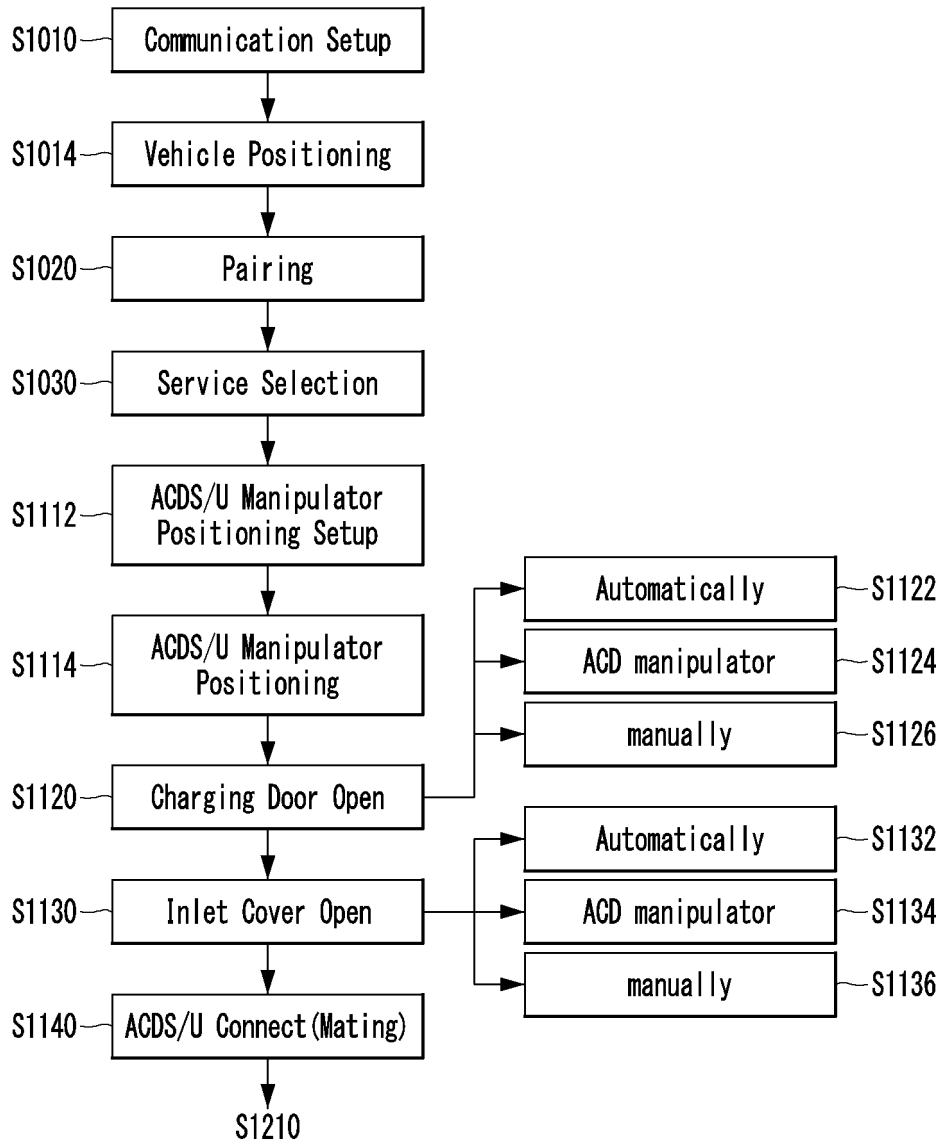 S1010
Communication Setup
S1014
Vehicle Positioning
S1020
Pairing
S1030
Service Selection
S1112
ACDS/U Manipulator
Positioning Setup
S1114
ACDS/U Manipulator
Positioning
S1120
Charging Door Open
Automatically
S1122
ACD manipulator
S1124
manually
S1126
S1130
Inlet Cover Open
Automatically
S1132
ACD manipulator
S1134
manually
S1136
S1140
ACDS/U Connect(Mating)
S1210